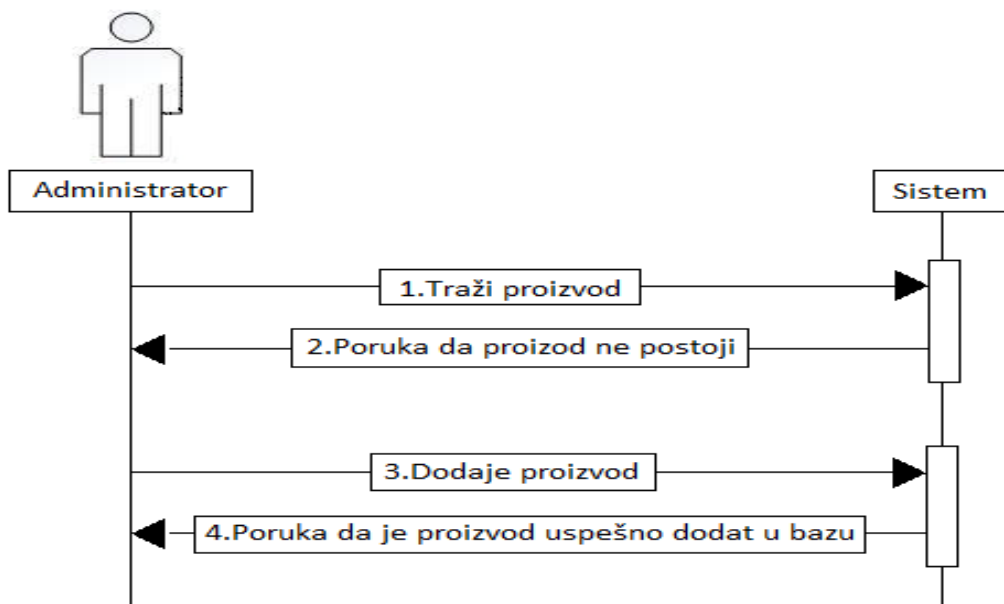 Administrator
Sistem
1.Traži proizvod
2.Poruka da proizod ne postoji
3.Dodaje proizvod
4.Poruka da je proizvod uspešno dodat u bazu